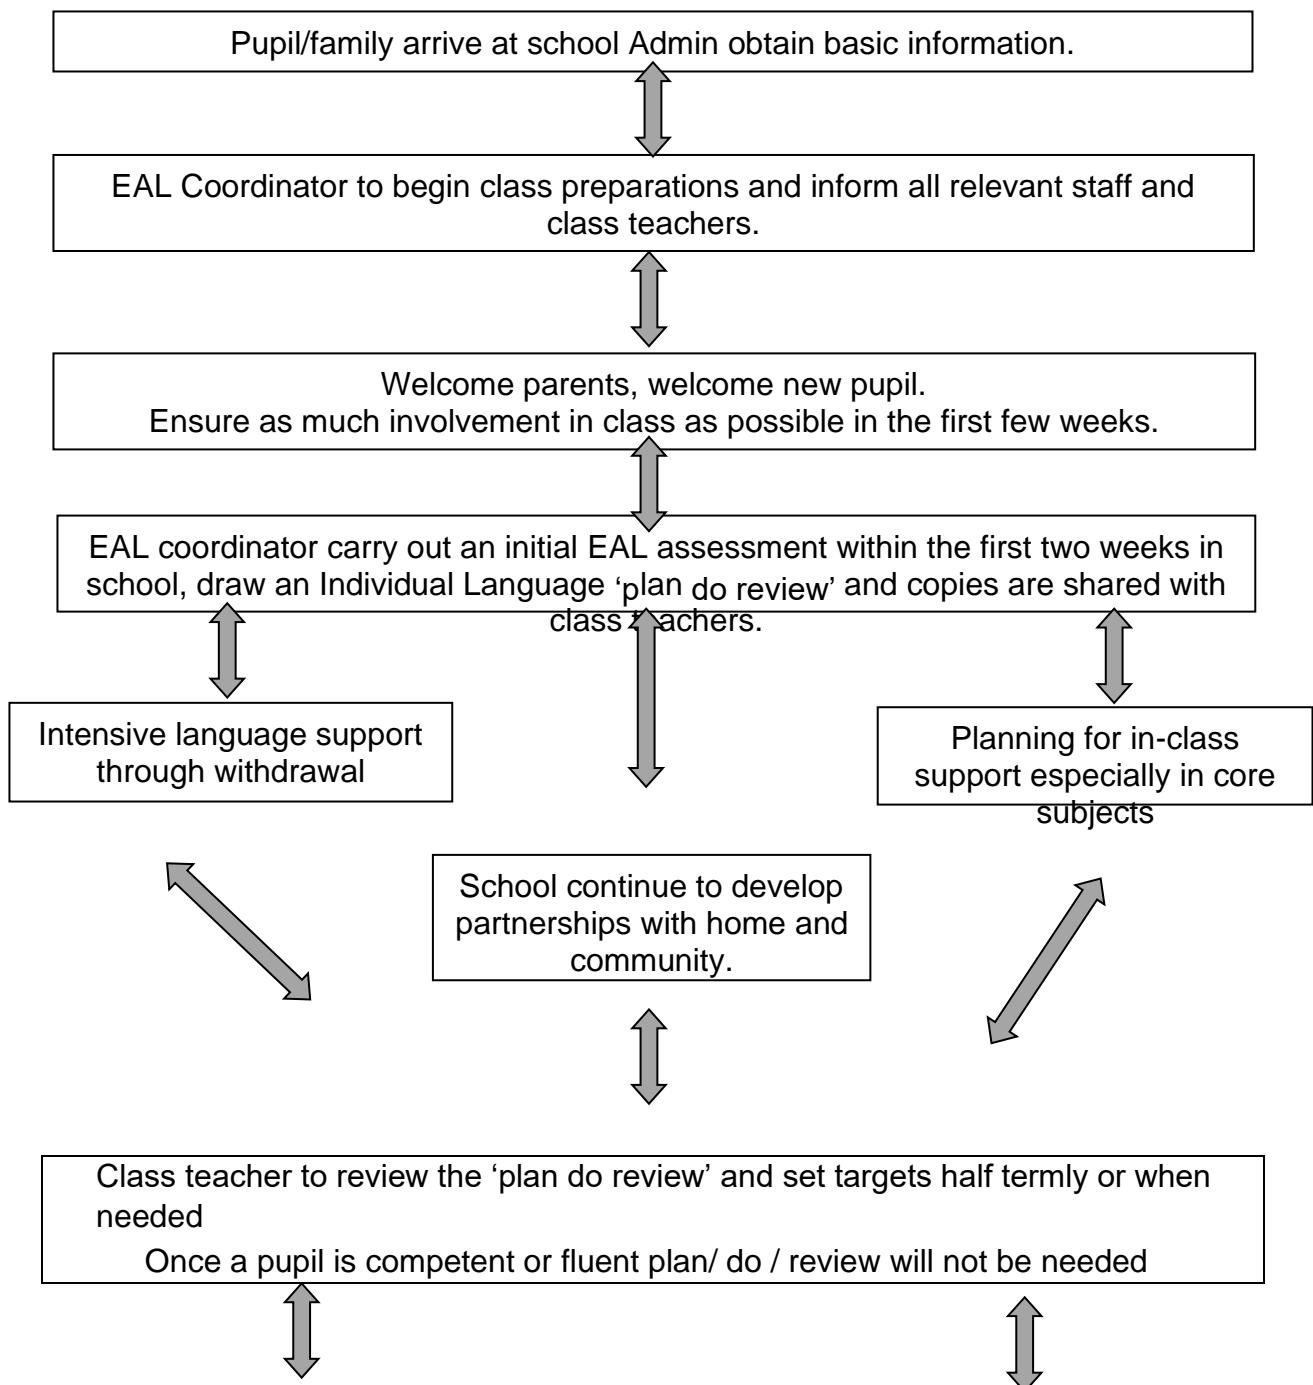 Pupil/family arrive at school Admin obtain basic information.
EAL Coordinator to begin class preparations and inform all relevant staff and
class teachers.
Welcome parents, welcome new pupil.
Ensure as much involvement in class as possible in the first few weeks.
EAL coordinator carry out an initial EAL assessment within the first two weeks in
school, draw an Individual Language ‘plan do review’ and copies are shared with
class teachers.
Intensive language support
through withdrawal
Planning for in-class
support especially in core
subjects
School continue to develop
partnerships with home and
community.
Class teacher to review the ‘plan do review’ and set targets half termly or when
needed
Once a pupil is competent or fluent plan/ do / review will not be needed